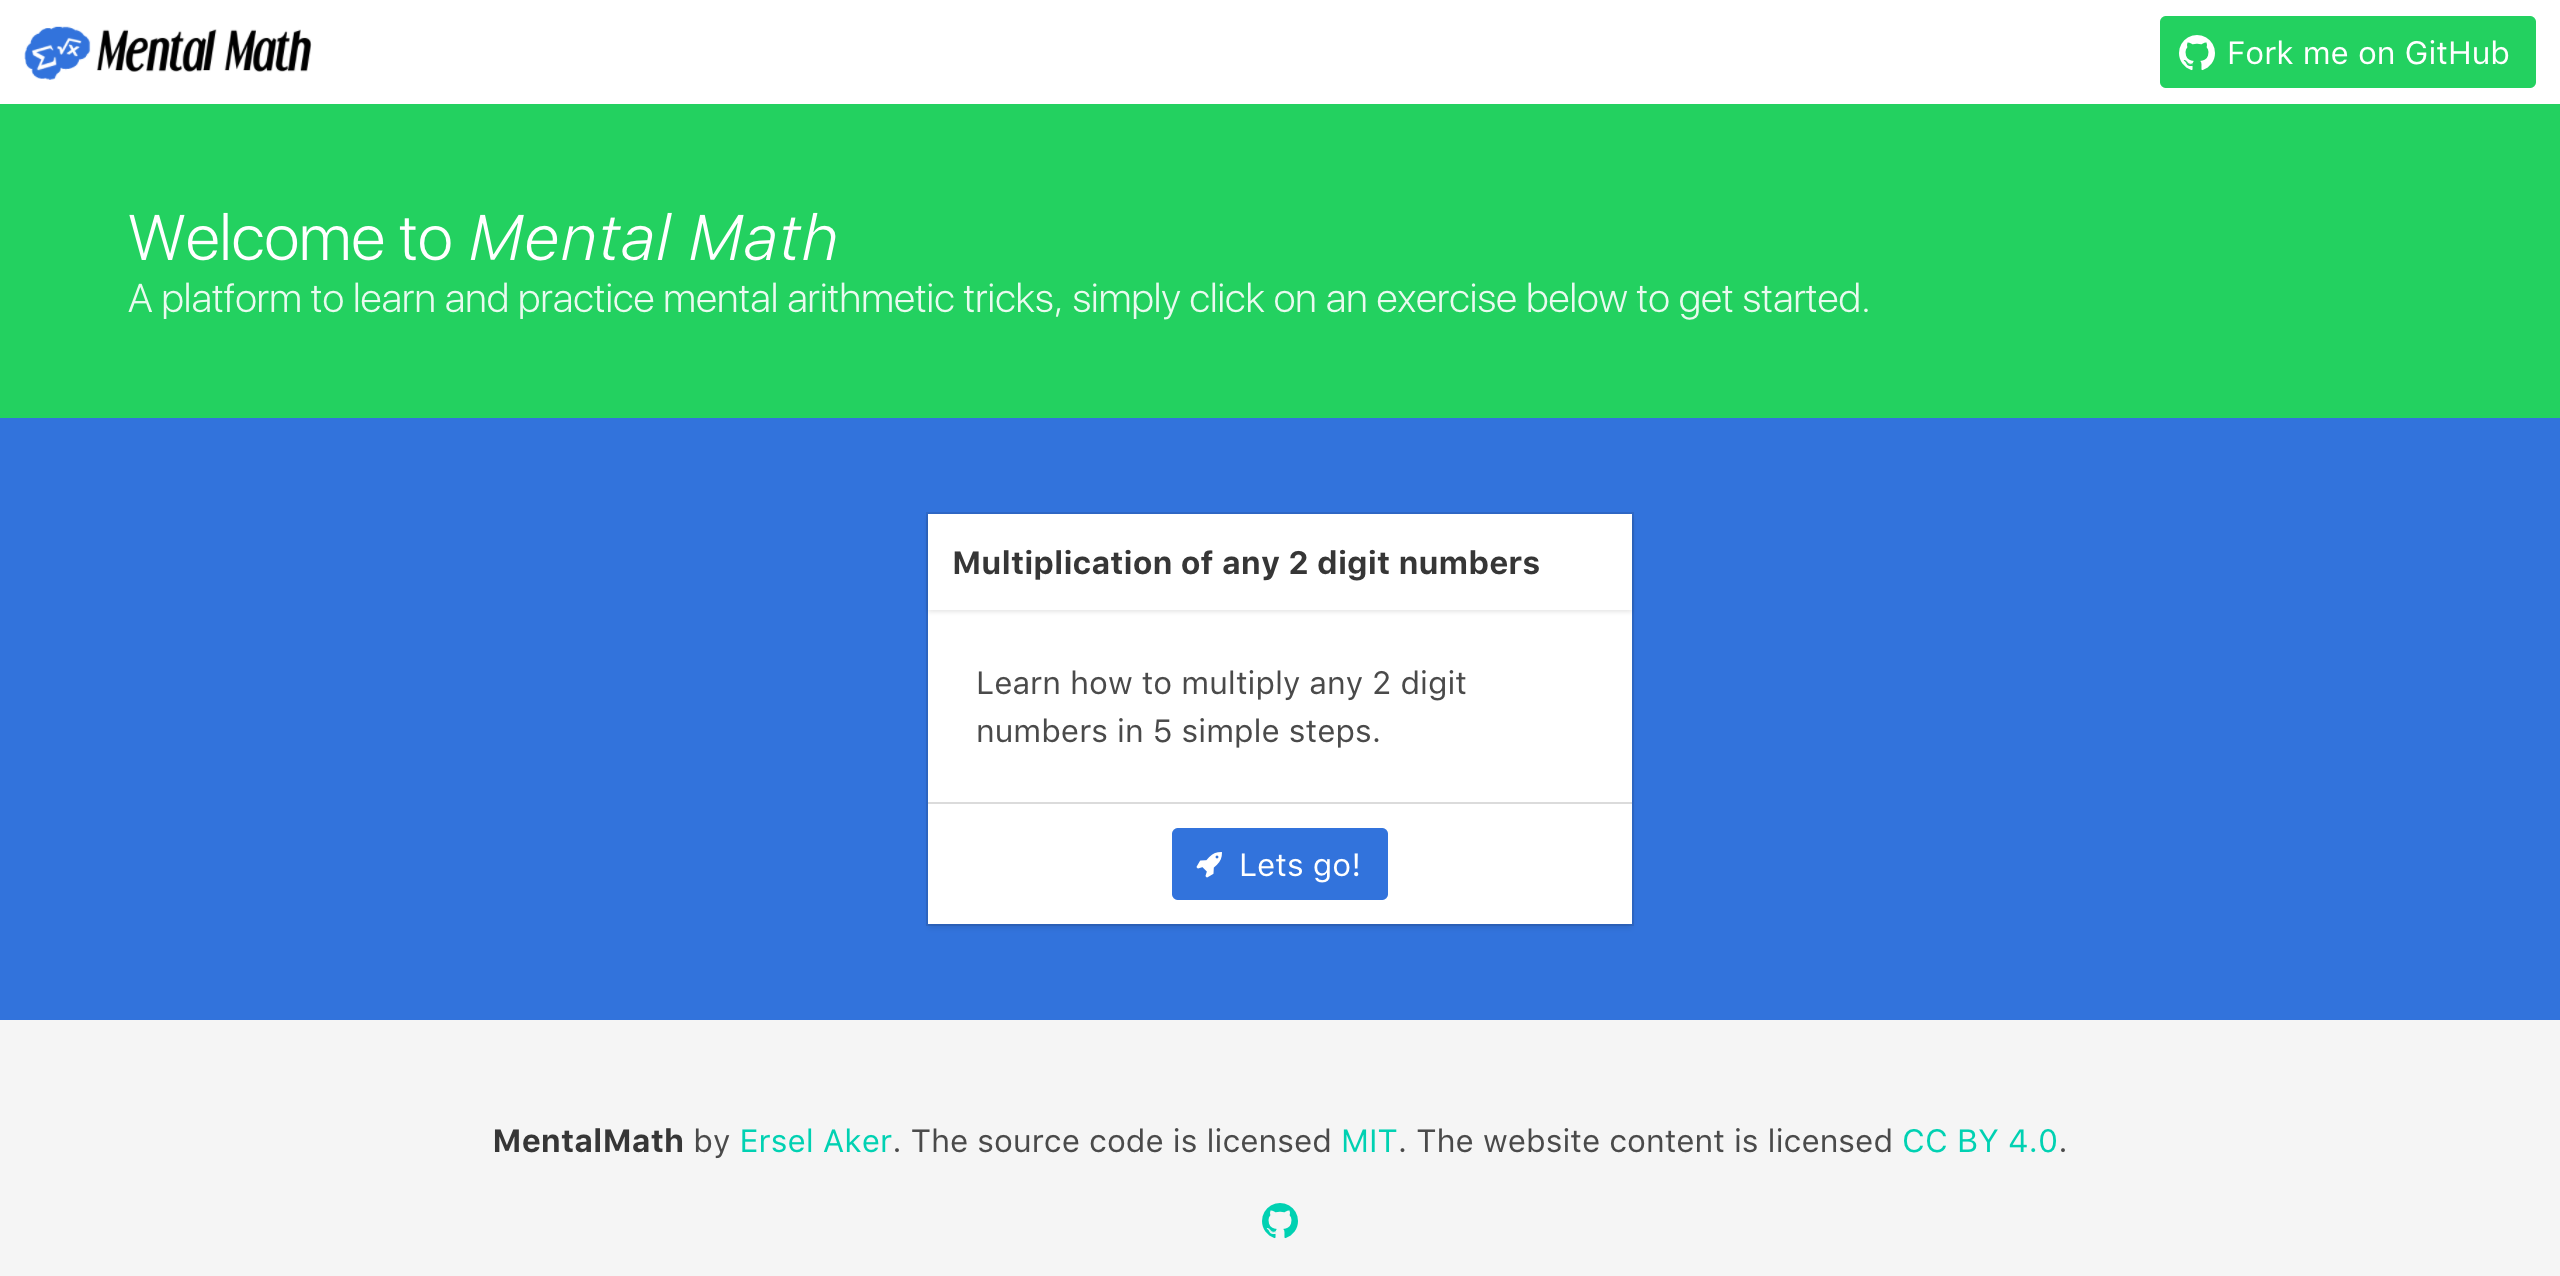 Σ √x Mental Math
Fork me on GitHub
Welcome to Mental Math
A platform to learn and practice mental arithmetic tricks, simply click on an exercise below to get started.
Multiplication of any 2 digit numbers
Learn how to multiply any 2 digit
numbers in 5 simple steps.
Lets go!
MentalMath by Ersel Aker. The source code is licensed MIT. The website content is licensed CC BY 4.0.